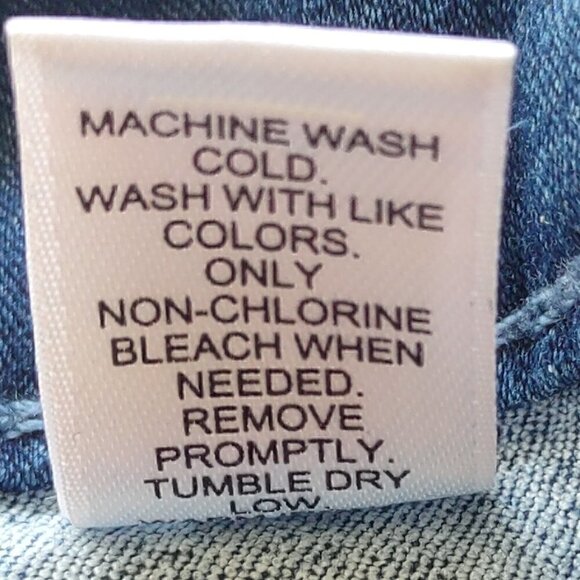 MACHINE WASH
COLD.
WASH WITH LIKE
COLORS.
ONLY
NON-CHLORINE
BLEACH WHEN
NEEDED.
REMOVE
PROMPTLY.
TUMBLE DRY
LOW.